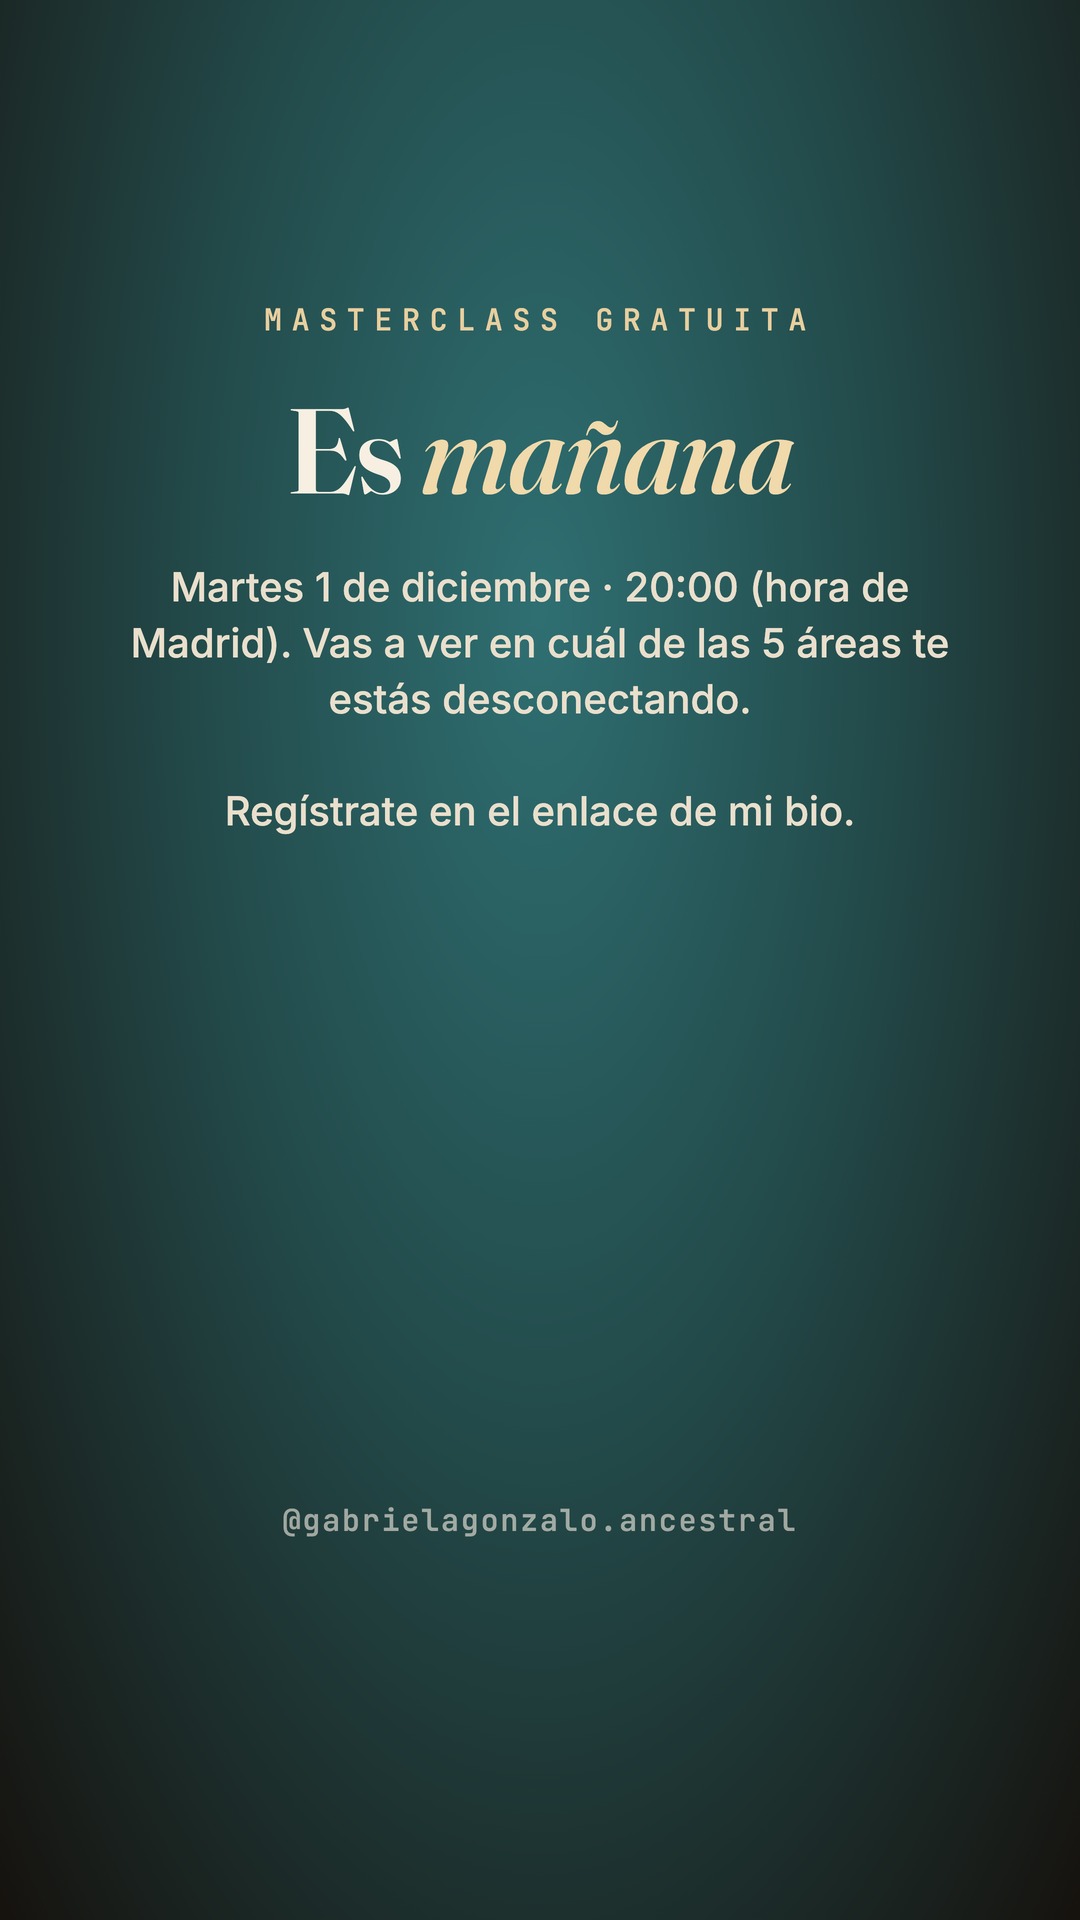 MASTERCLASS GRATUITA
Es mañana
Martes 1 de diciembre · 20:00 (hora de
Madrid). Vas a ver en cuál de las 5 áreas te
estás desconectando.
Regístrate en el enlace de mi bio.
@gabrielagonzalo.ancestral